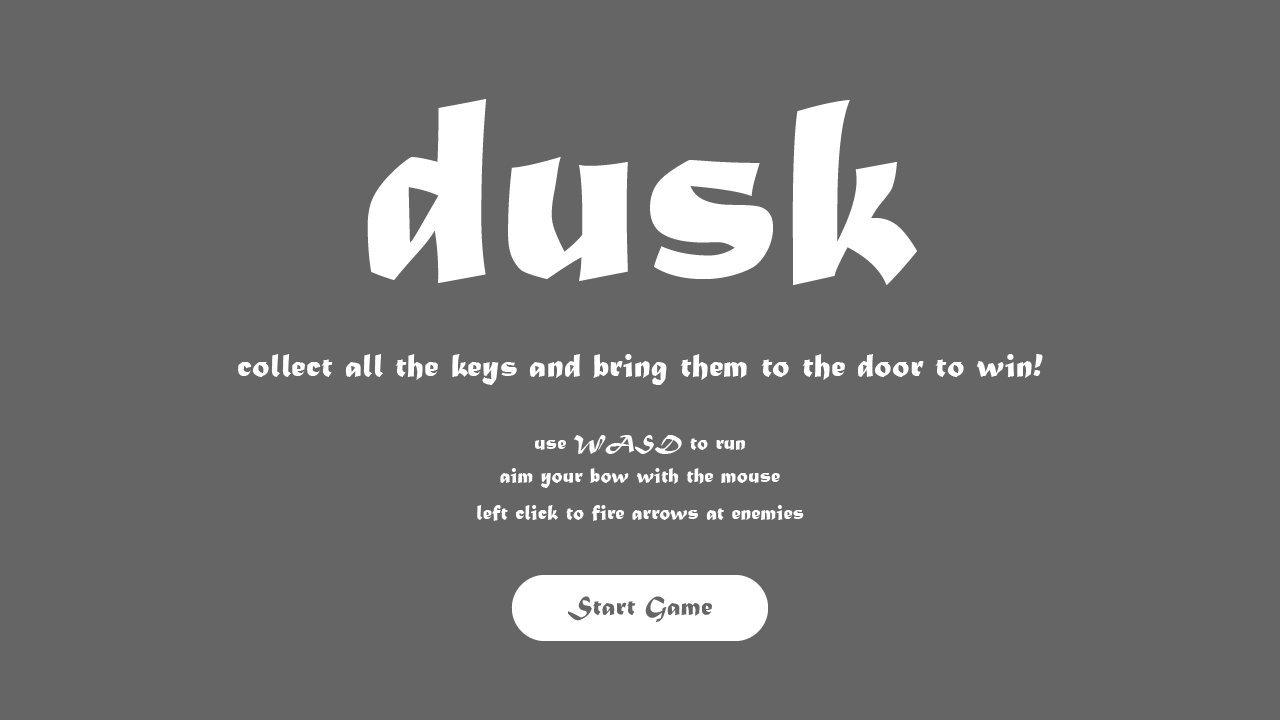 dusk
collect all the keys and bring them to the door to win!
use WASD to run
aim your bow with the mouse
left click to fire arrows at enemies
Start Game